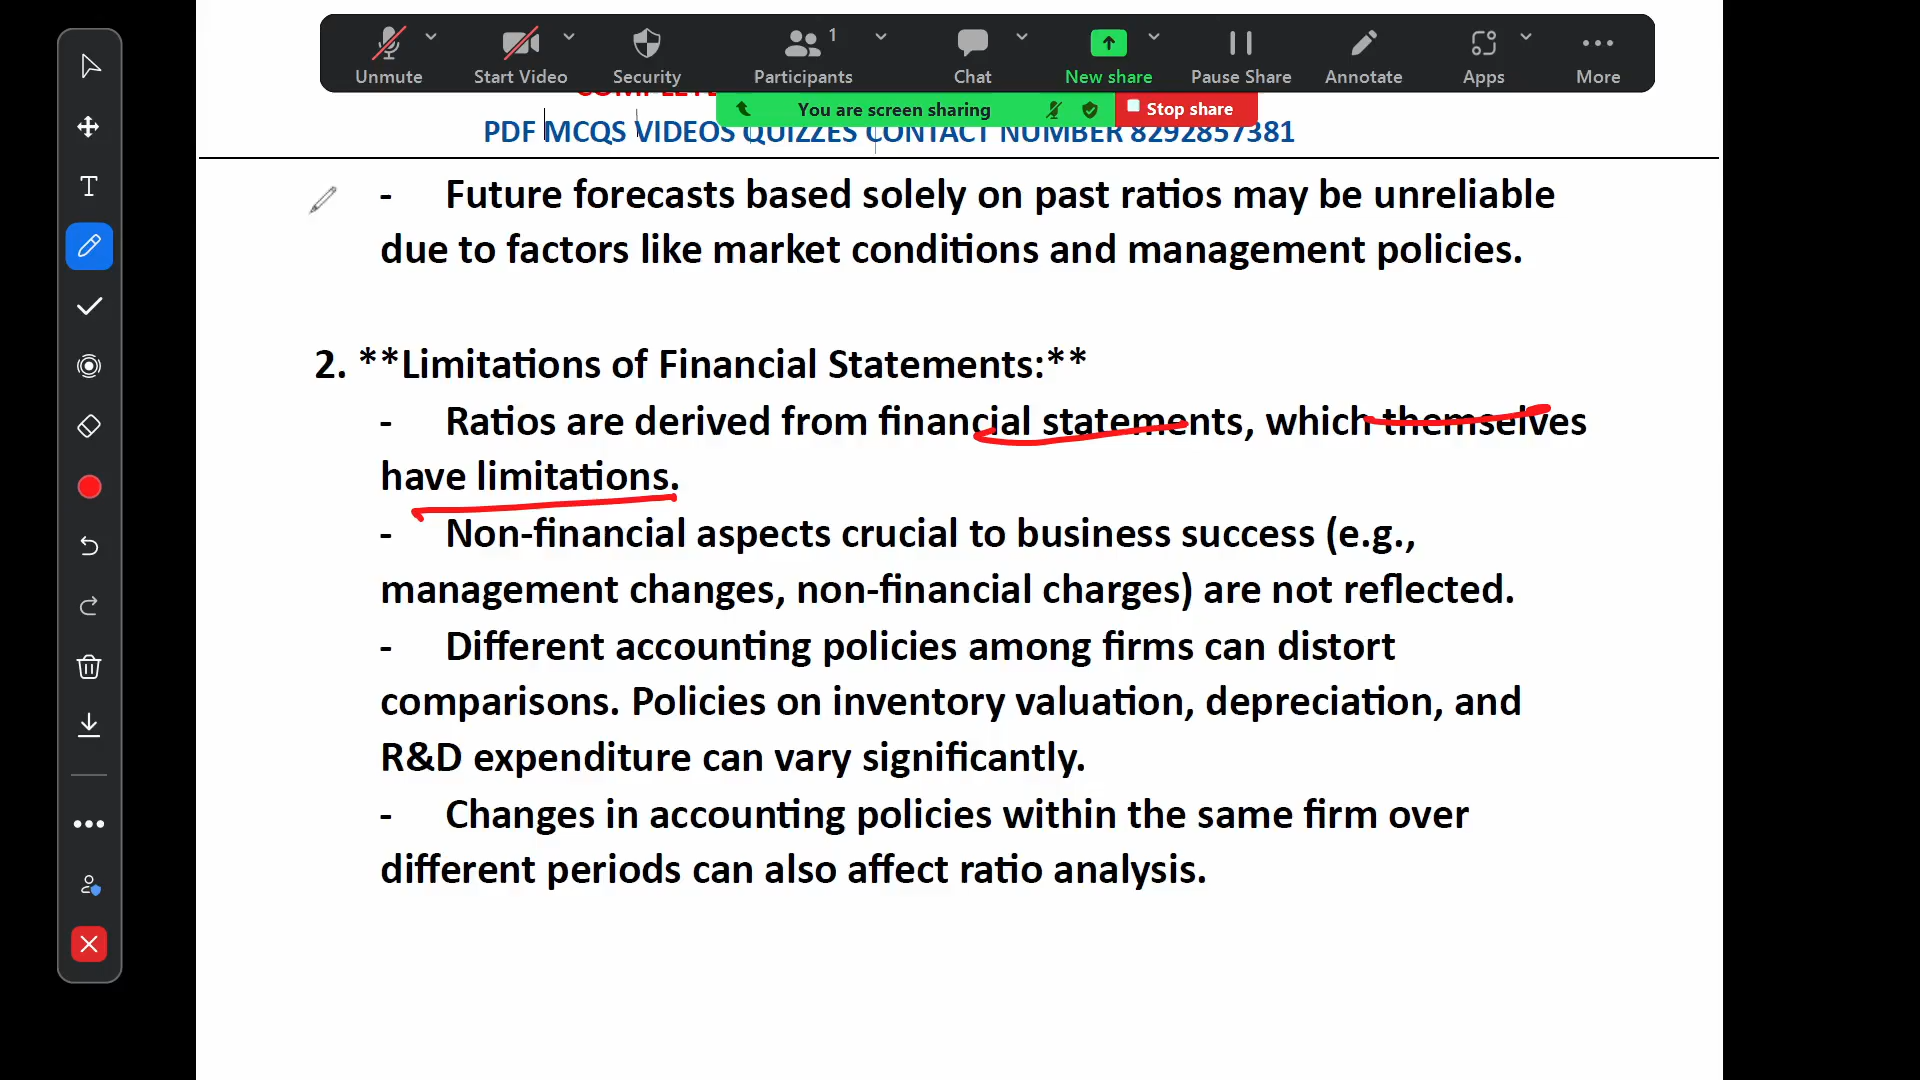 Unmute Start Video Security Participants 1 Chat New share Pause Share Annotate Apps More
You are screen sharing Stop share
PDF MCQS VIDEOS QUIZZES CONTACT NUMBER 8292857381
- Future forecasts based solely on past ratios may be unreliable
due to factors like market conditions and management policies.
2. **Limitations of Financial Statements:**
- Ratios are derived from financial statements, which themselves
have limitations.
- Non-financial aspects crucial to business success (e.g.,
management changes, non-financial charges) are not reflected.
- Different accounting policies among firms can distort
comparisons. Policies on inventory valuation, depreciation, and
R&D expenditure can vary significantly.
- Changes in accounting policies within the same firm over
different periods can also affect ratio analysis.